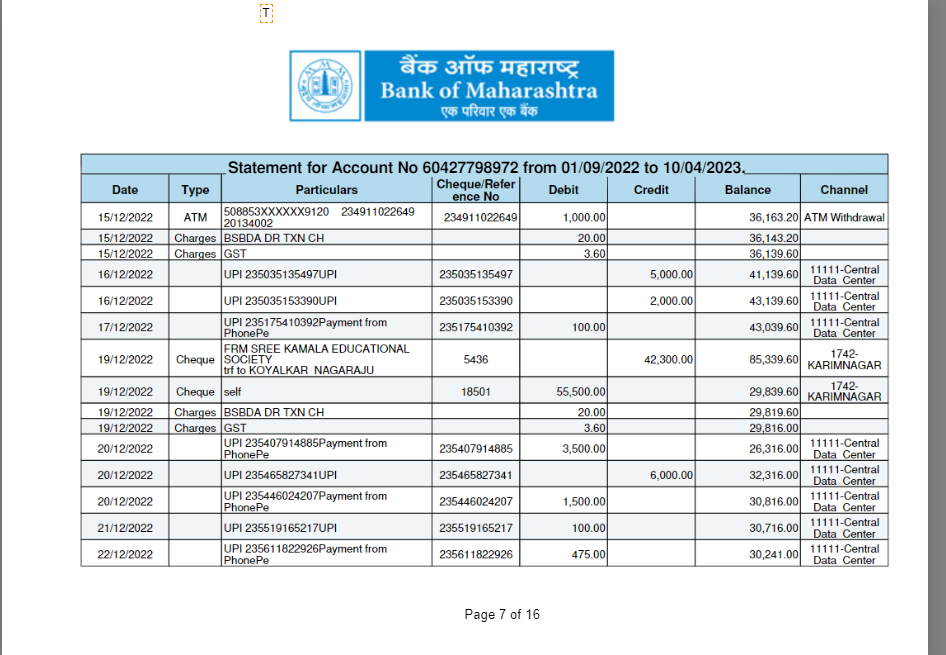 T
बैंक ऑफ महाराष्ट्र
Bank of Maharashtra
एक परिवार एक बैंक
Statement for Account No 60427798972 from 01/09/2022 to 10/04/2023.
Date Type Particulars Cheque/Refer
ence No Debit Credit Balance Channel
15/12/2022 ATM 508853XXXXXX9120 234911022649
20134002 234911022649 1,000.00 36,163.20 ATM Withdrawal
15/12/2022 Charges BSBDA DR TXN CH 20.00 36,143.20
15/12/2022 Charges GST 3.60 36,139.60
16/12/2022 UPI 235035135497UPI 235035135497 5,000.00 41,139.60 11111-Central
Data Center
16/12/2022 UPI 235035153390UPI 235035153390 2,000.00 43,139.60 11111-Central
Data Center
17/12/2022 UPI 235175410392Payment from
PhonePe 235175410392 100.00 43,039.60 11111-Central
Data Center
19/12/2022 Cheque FRM SREE KAMALA EDUCATIONAL
SOCIETY
trf to KOYALKAR NAGARAJU 5436 42,300.00 85,339.60 1742-
KARIMNAGAR
19/12/2022 Cheque self 18501 55,500.00 29,839.60 1742-
KARIMNAGAR
19/12/2022 Charges BSBDA DR TXN CH 20.00 29,819.60
19/12/2022 Charges GST 3.60 29,816.00
20/12/2022 UPI 235407914885Payment from
PhonePe 235407914885 3,500.00 26,316.00 11111-Central
Data Center
20/12/2022 UPI 235465827341UPI 235465827341 6,000.00 32,316.00 11111-Central
Data Center
20/12/2022 UPI 235446024207Payment from
PhonePe 235446024207 1,500.00 30,816.00 11111-Central
Data Center
21/12/2022 UPI 235519165217UPI 235519165217 100.00 30,716.00 11111-Central
Data Center
22/12/2022 UPI 235611822926Payment from
PhonePe 235611822926 475.00 30,241.00 11111-Central
Data Center
Page 7 of 16